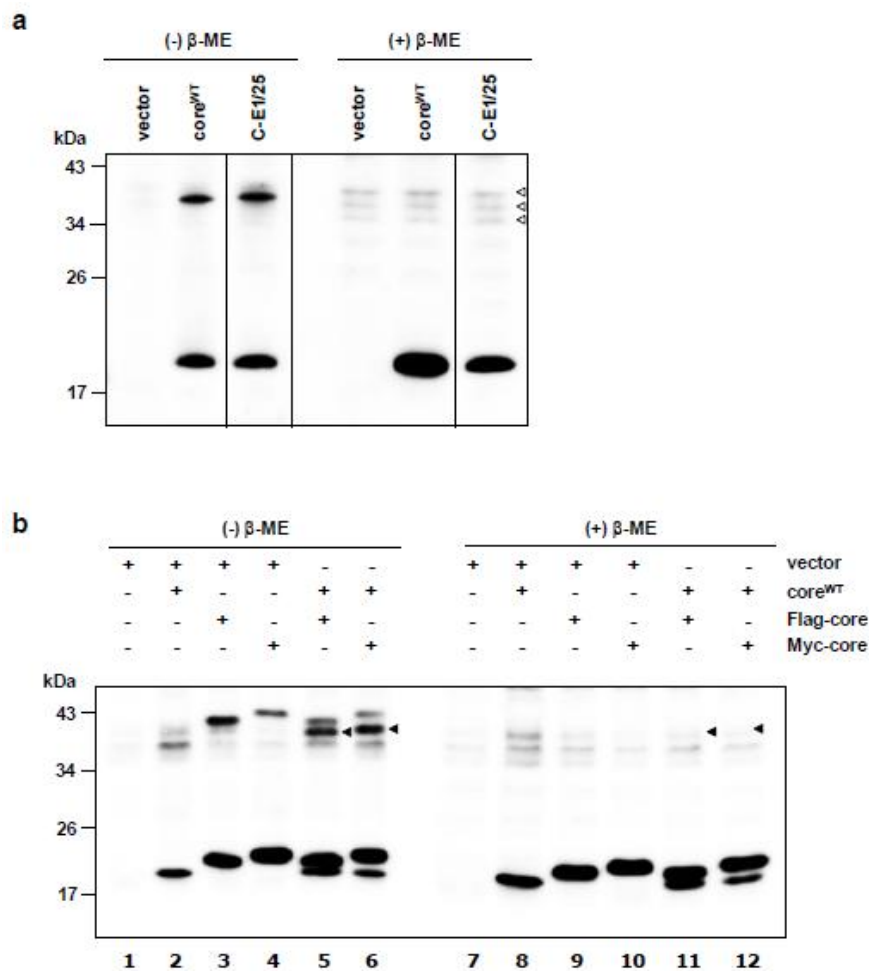 a
(-) β-ME (+) β-ME
vector core^WT C-E1/25 vector core^WT C-E1/25
kDa
43
34
26
17
b
(-) β-ME (+) β-ME
+ + + + - - + + + + - - vector
- + - - + + - + - - + + core^WT
- - + - + - - - + - + - Flag-core
- - - + - + - - - + - + Myc-core
kDa
43
34
26
17
1 2 3 4 5 6 7 8 9 10 11 12